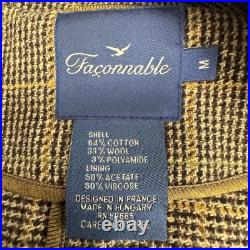 Façonnable
M
SHELL
64% COTTON
33% WOOL
3% POLYAMIDE
LINING
50% ACETATE
50% VISCOSE
DESIGNED IN FRANCE
MADE IN HUNGARY